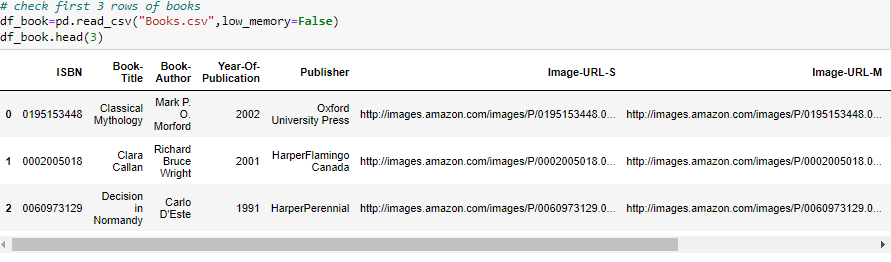 # check first 3 rows of books
df_book=pd.read_csv("Books.csv",low_memory=False)
df_book.head(3)
ISBN Book-Title Book-Author Year-Of-Publication Publisher Image-URL-S Image-URL-M
0 0195153448 Classical Mythology Mark P. O. Morford 2002 Oxford University Press http://images.amazon.com/images/P/0195153448.0... http://images.amazon.com/images/P/0195153448.0...
1 0002005018 Clara Callan Richard Bruce Wright 2001 HarperFlamingo Canada http://images.amazon.com/images/P/0002005018.0... http://images.amazon.com/images/P/0002005018.0...
2 0060973129 Decision in Normandy Carlo D'Este 1991 HarperPerennial http://images.amazon.com/images/P/0060973129.0... http://images.amazon.com/images/P/0060973129.0...